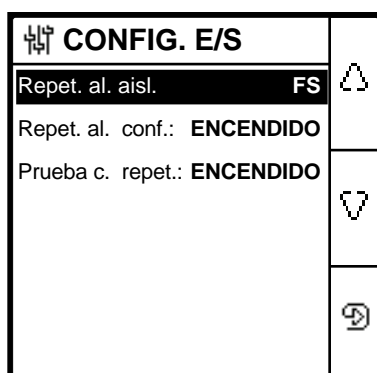 CONFIG. E/S
Repet. al. aisl. FS
Repet. al. conf.: ENCENDIDO
Prueba c. repet.: ENCENDIDO